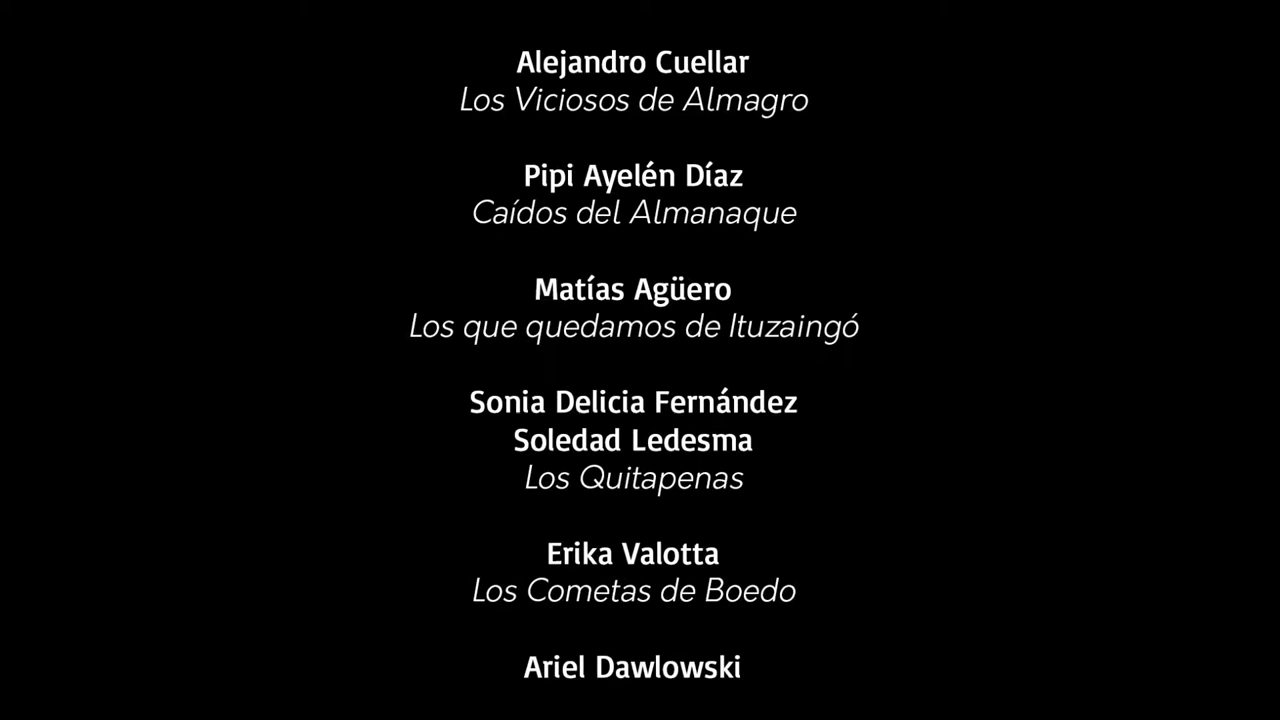 Alejandro Cuellar
Los Viciosos de Almagro
Pipi Ayelén Díaz
Caídos del Almanaque
Matías Agüero
Los que quedamos de Ituzaingó
Sonia Delicia Fernández
Soledad Ledesma
Los Quitapenas
Erika Valotta
Los Cometas de Boedo
Ariel Dawlowski